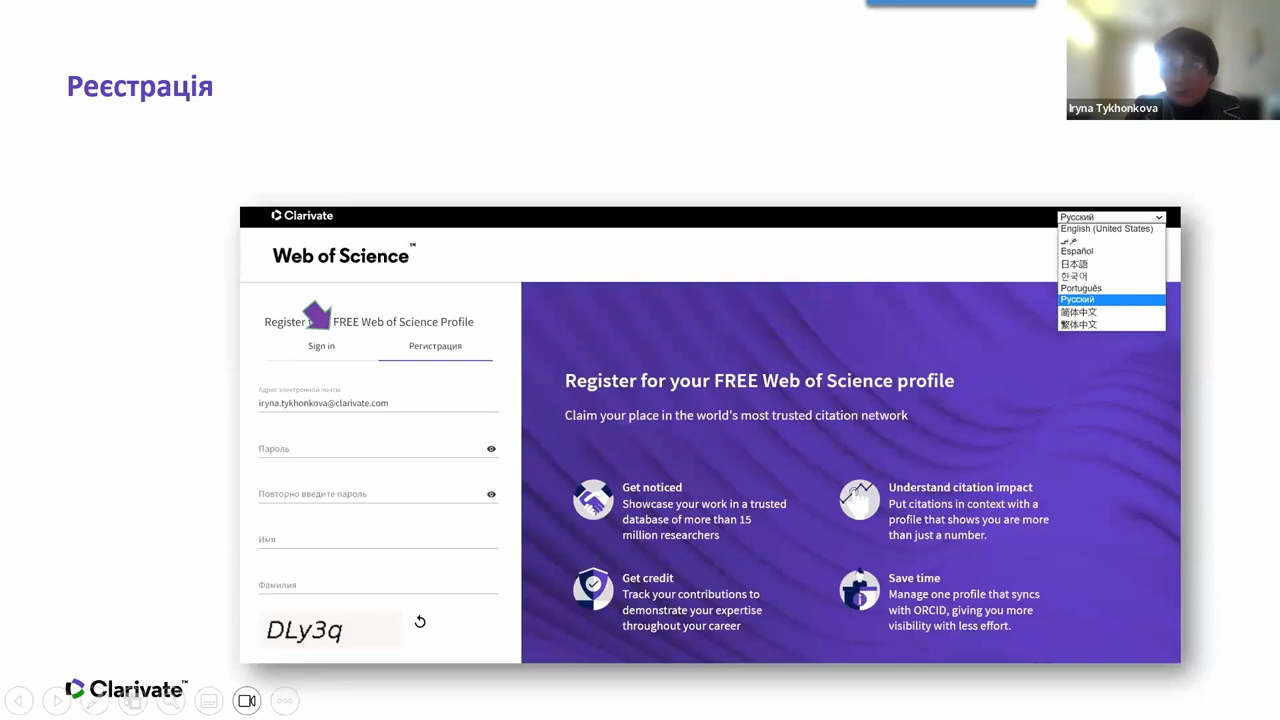 Реєстрація
Iryna Tykhonkova
Clarivate
Русский
English (United States)
عربي
Español
日本語
한국어
Português
Русский
简体中文
繁体中文
Web of Science™
Register FREE Web of Science Profile
Sign in
Регистрация
Адрес электронной почты
iryna.tykhonkova@clarivate.com
Пароль
Повторно введите пароль
Имя
Фамилия
DLy3q
Register for your FREE Web of Science profile
Claim your place in the world's most trusted citation network
Get noticed
Showcase your work in a trusted
database of more than 15
million researchers
Understand citation impact
Put citations in context with a
profile that shows you are more
than just a number.
Get credit
Track your contributions to
demonstrate your expertise
throughout your career
Save time
Manage one profile that syncs
with ORCID, giving you more
visibility with less effort.
Clarivate™